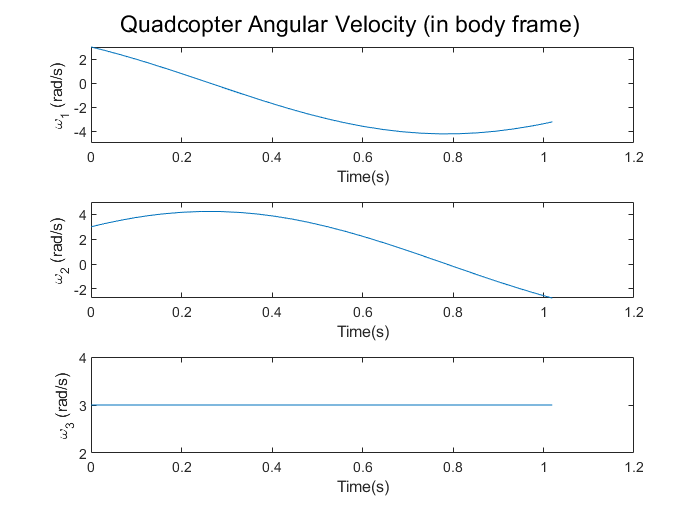 Quadcopter Angular Velocity (in body frame)
ω1 (rad/s)
2
0
-2
-4
0 0.2 0.4 0.6 0.8 1 1.2
Time(s)
ω2 (rad/s)
4
2
0
-2
0 0.2 0.4 0.6 0.8 1 1.2
Time(s)
ω3 (rad/s)
4
3
2
0 0.2 0.4 0.6 0.8 1 1.2
Time(s)